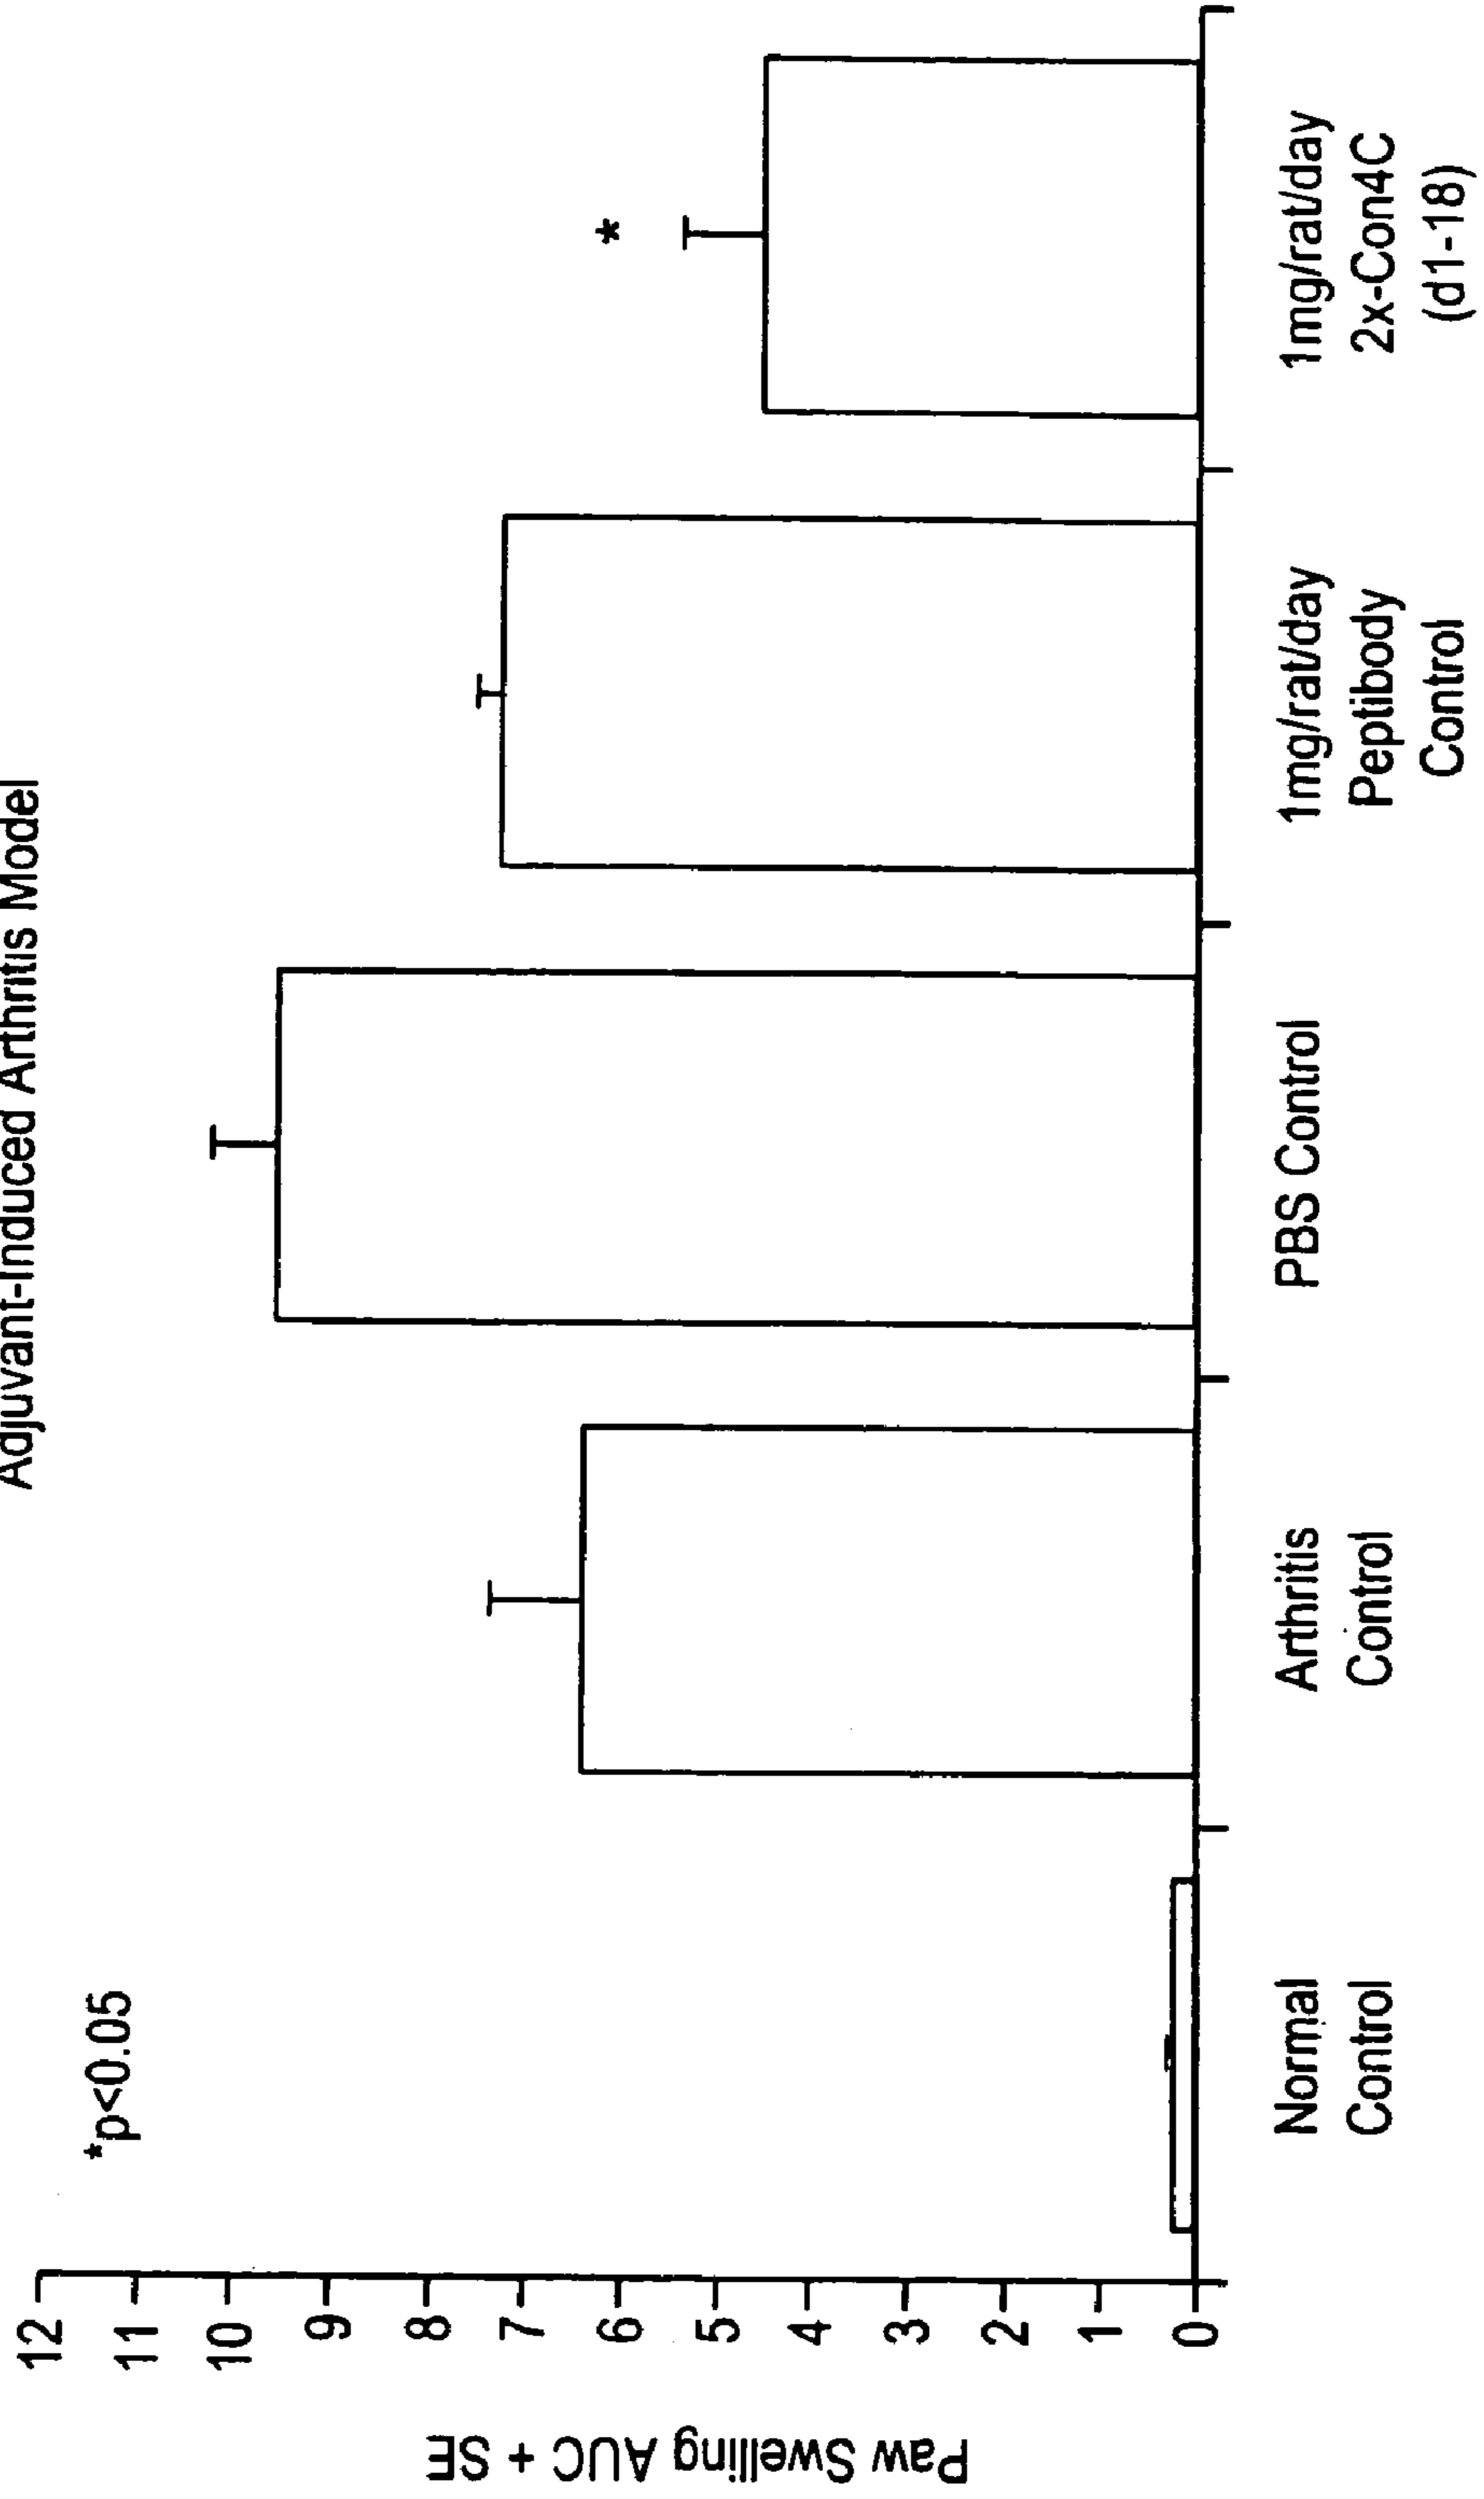 Adjuvant-Induced Arthritis Model
*p<0.05
12
11
10
9
8
7
6
5
4
3
2
1
0
Paw Swelling AUC + SE
Normal
Control
Arthritis
Control
PBS Control
1mg/rat/day
Peptibody
Control
1mg/rat/day
2x-Con4C
(d1-18)
*